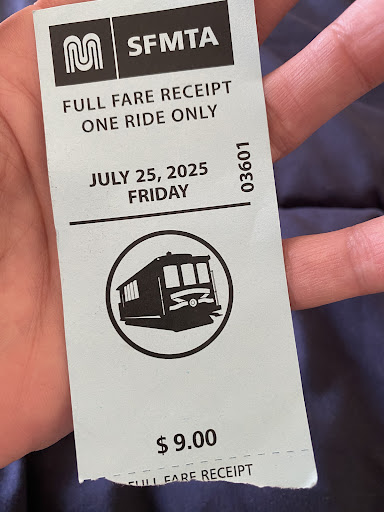 SFMTA
FULL FARE RECEIPT
ONE RIDE ONLY
03601
JULY 25, 2025
FRIDAY
$ 9.00
FULL FARE RECEIPT